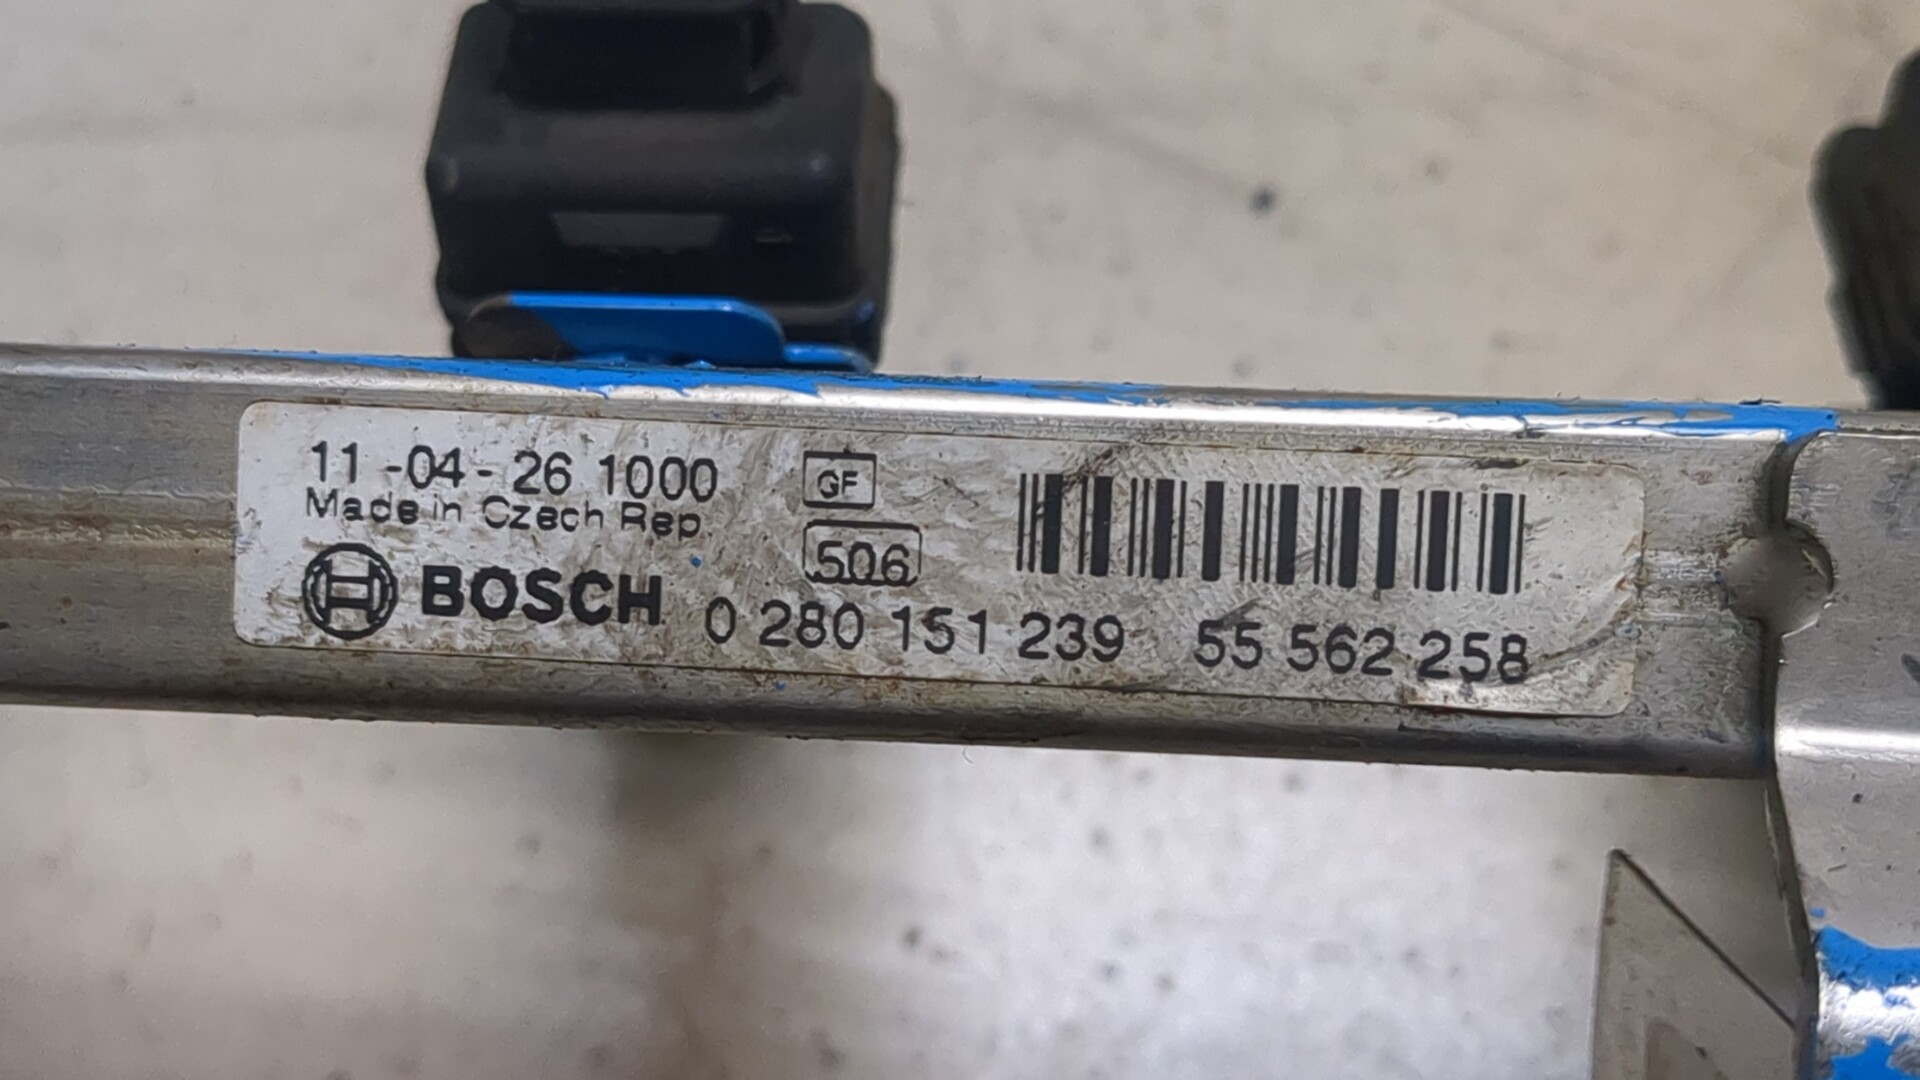 11-04-26 1000
Made in Czech Rep.
GF
506
BOSCH
0 280 151 239 55 562 258